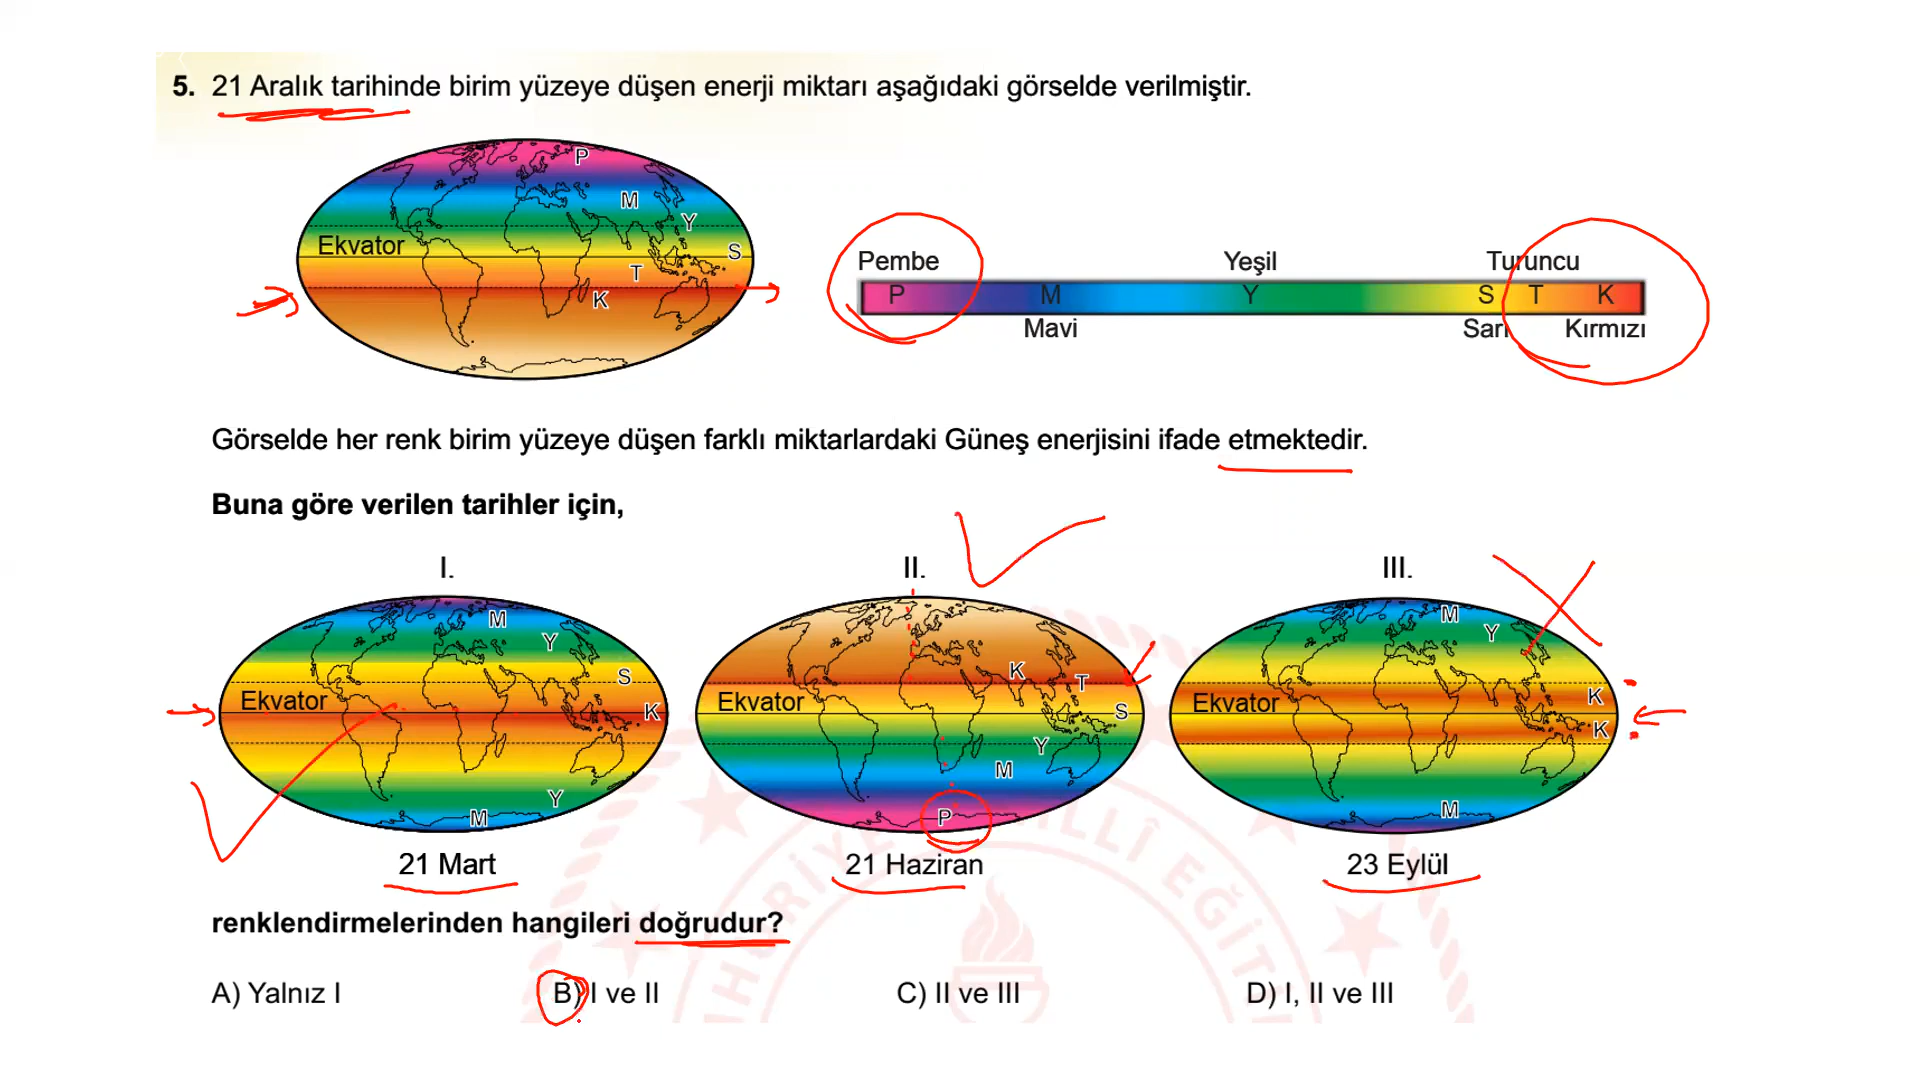 5. 21 Aralık tarihinde birim yüzeye düşen enerji miktarı aşağıdaki görselde verilmiştir.
P
M
Y
Ekvator
S
T
K
Pembe Yeşil Turuncu
P M Y S T K
Mavi Sarı Kırmızı
Görselde her renk birim yüzeye düşen farklı miktarlardaki Güneş enerjisini ifade etmektedir.
Buna göre verilen tarihler için,
I. II. III.
M
Y
S
Ekvator
K
Y
M
21 Mart
K
T
Ekvator
S
Y
M
P
21 Haziran
M
Y
K
Ekvator
K
M
23 Eylül
renklendirmelerinden hangileri doğrudur?
A) Yalnız I B) I ve II C) II ve III D) I, II ve III